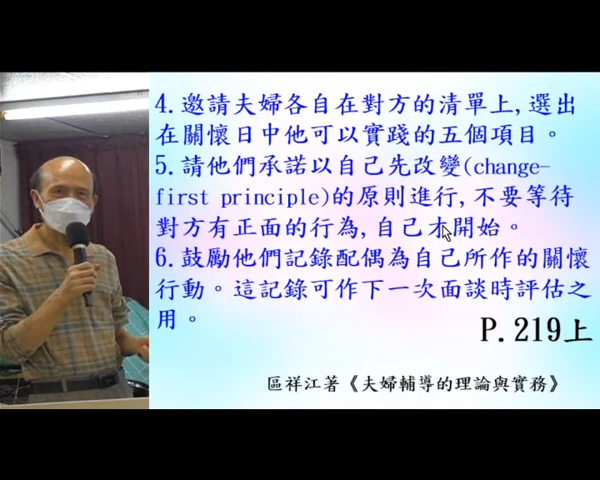 4.邀請夫婦各自在對方的清單上,選出
在關懷日中他可以實踐的五個項目。
5.請他們承諾以自己先改變(change-
first principle)的原則進行,不要等待
對方有正面的行為,自己才開始。
6.鼓勵他們記錄配偶為自己所作的關懷
行動。這記錄可作下一次面談時評估之
用。
P.219上
區祥江著《夫婦輔導的理論與實務》